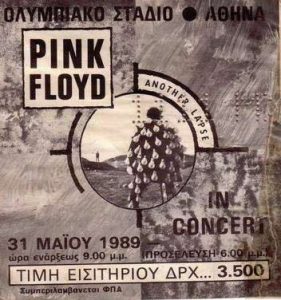 ΟΛΥΜΠΙΑΚΟ ΣΤΑΔΙΟ ● ΑΘΗΝΑ
PINK
FLOYD
ANOTHER LAPSE
IN
CONCERT
31 ΜΑΪΟΥ 1989
ώρα ενάρξεως 9.00 μ.μ. (ΠΡΟΣΕΛΕΥΣΗ 6.00 μ.μ.)
ΤΙΜΗ ΕΙΣΙΤΗΡΙΟΥ ΔΡΧ... 3.500
Συμπεριλαμβανεται ΦΠΑ